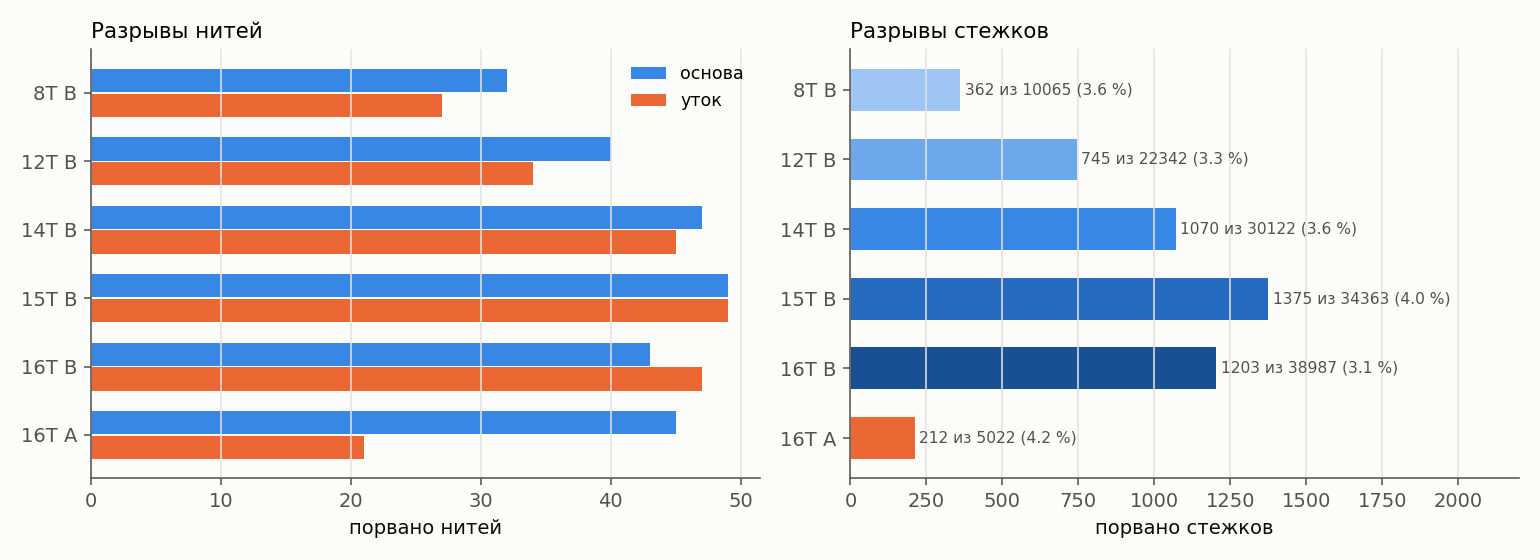 Разрывы нитей
основа
уток
8T B
12T B
14T B
15T B
16T B
16T A
0 10 20 30 40 50
порвано нитей
Разрывы стежков
8T B 362 из 10065 (3.6 %)
12T B 745 из 22342 (3.3 %)
14T B 1070 из 30122 (3.6 %)
15T B 1375 из 34363 (4.0 %)
16T B 1203 из 38987 (3.1 %)
16T A 212 из 5022 (4.2 %)
0 250 500 750 1000 1250 1500 1750 2000
порвано стежков